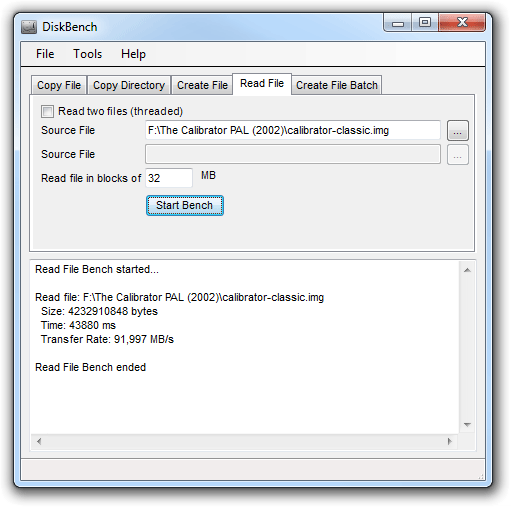 DiskBench
File Tools Help
Copy File Copy Directory Create File Read File Create File Batch
Read two files (threaded)
Source File F:\The Calibrator PAL (2002)\calibrator-classic.img ...
Source File ...
Read file in blocks of 32 MB
Start Bench
Read File Bench started...
Read file: F:\The Calibrator PAL (2002)\calibrator-classic.img
Size: 4232910848 bytes
Time: 43880 ms
Transfer Rate: 91,997 MB/s
Read File Bench ended